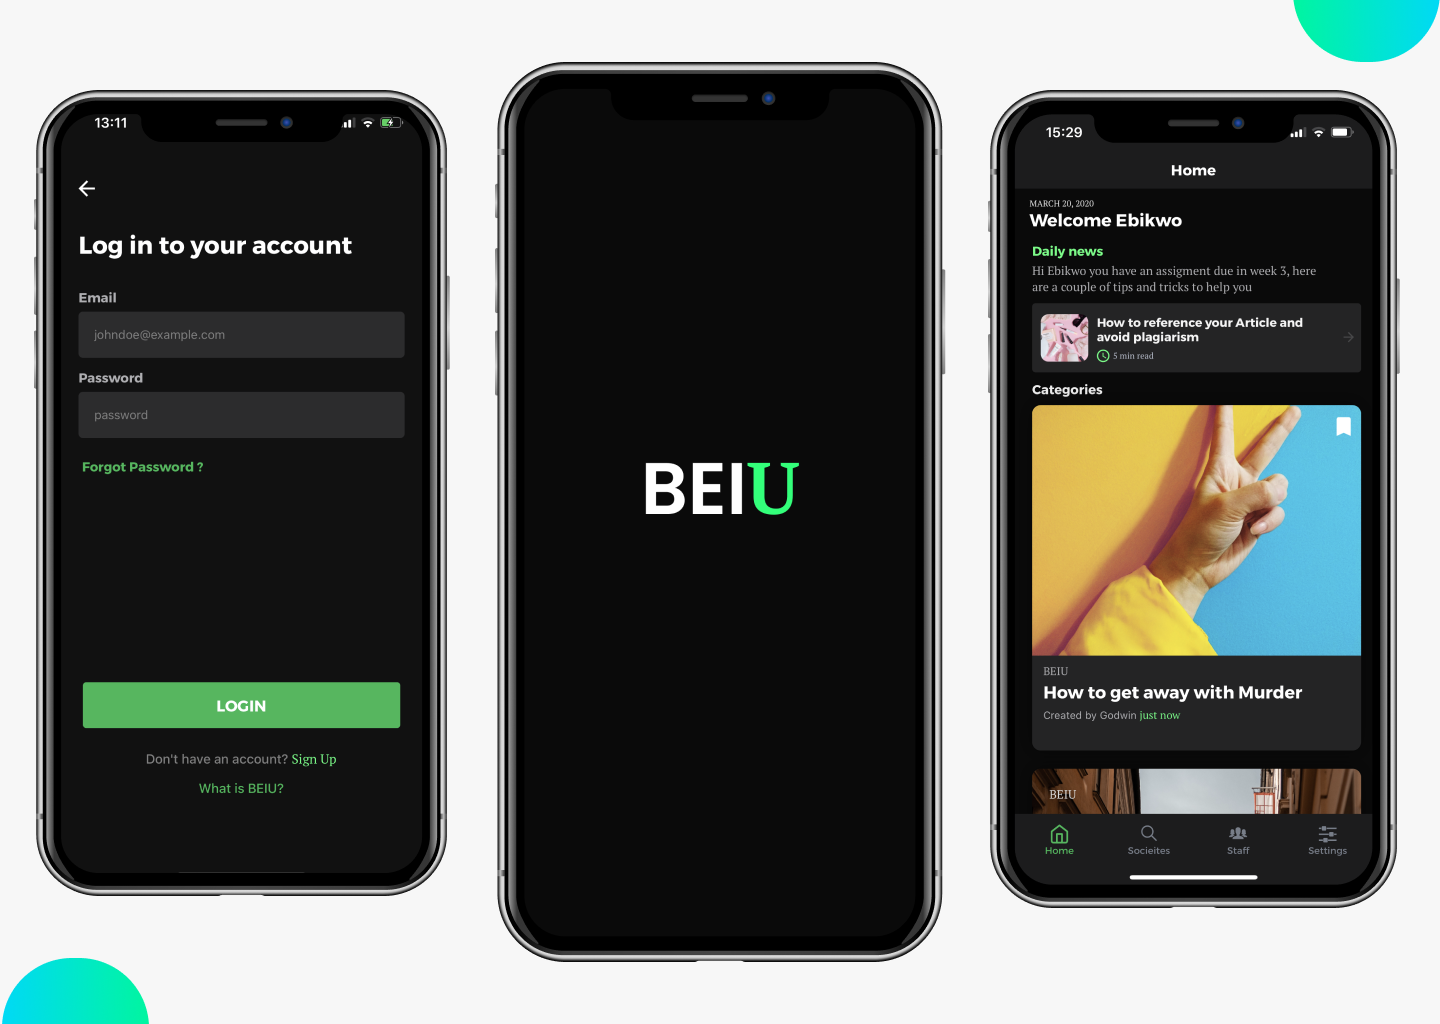 13:11
Log in to your account
Email
johndoe@example.com
Password
password
Forgot Password ?
LOGIN
Don't have an account? Sign Up
What is BEIU?
BEIU
15:29
Home
MARCH 20, 2020
Welcome Ebikwo
Daily news
Hi Ebikwo you have an assigment due in week 3, here
are a couple of tips and tricks to help you
How to reference your Article and
avoid plagiarism
5 min read
Categories
BEIU
How to get away with Murder
Created by Godwin just now
BEIU
Home
Socieites
Staff
Settings